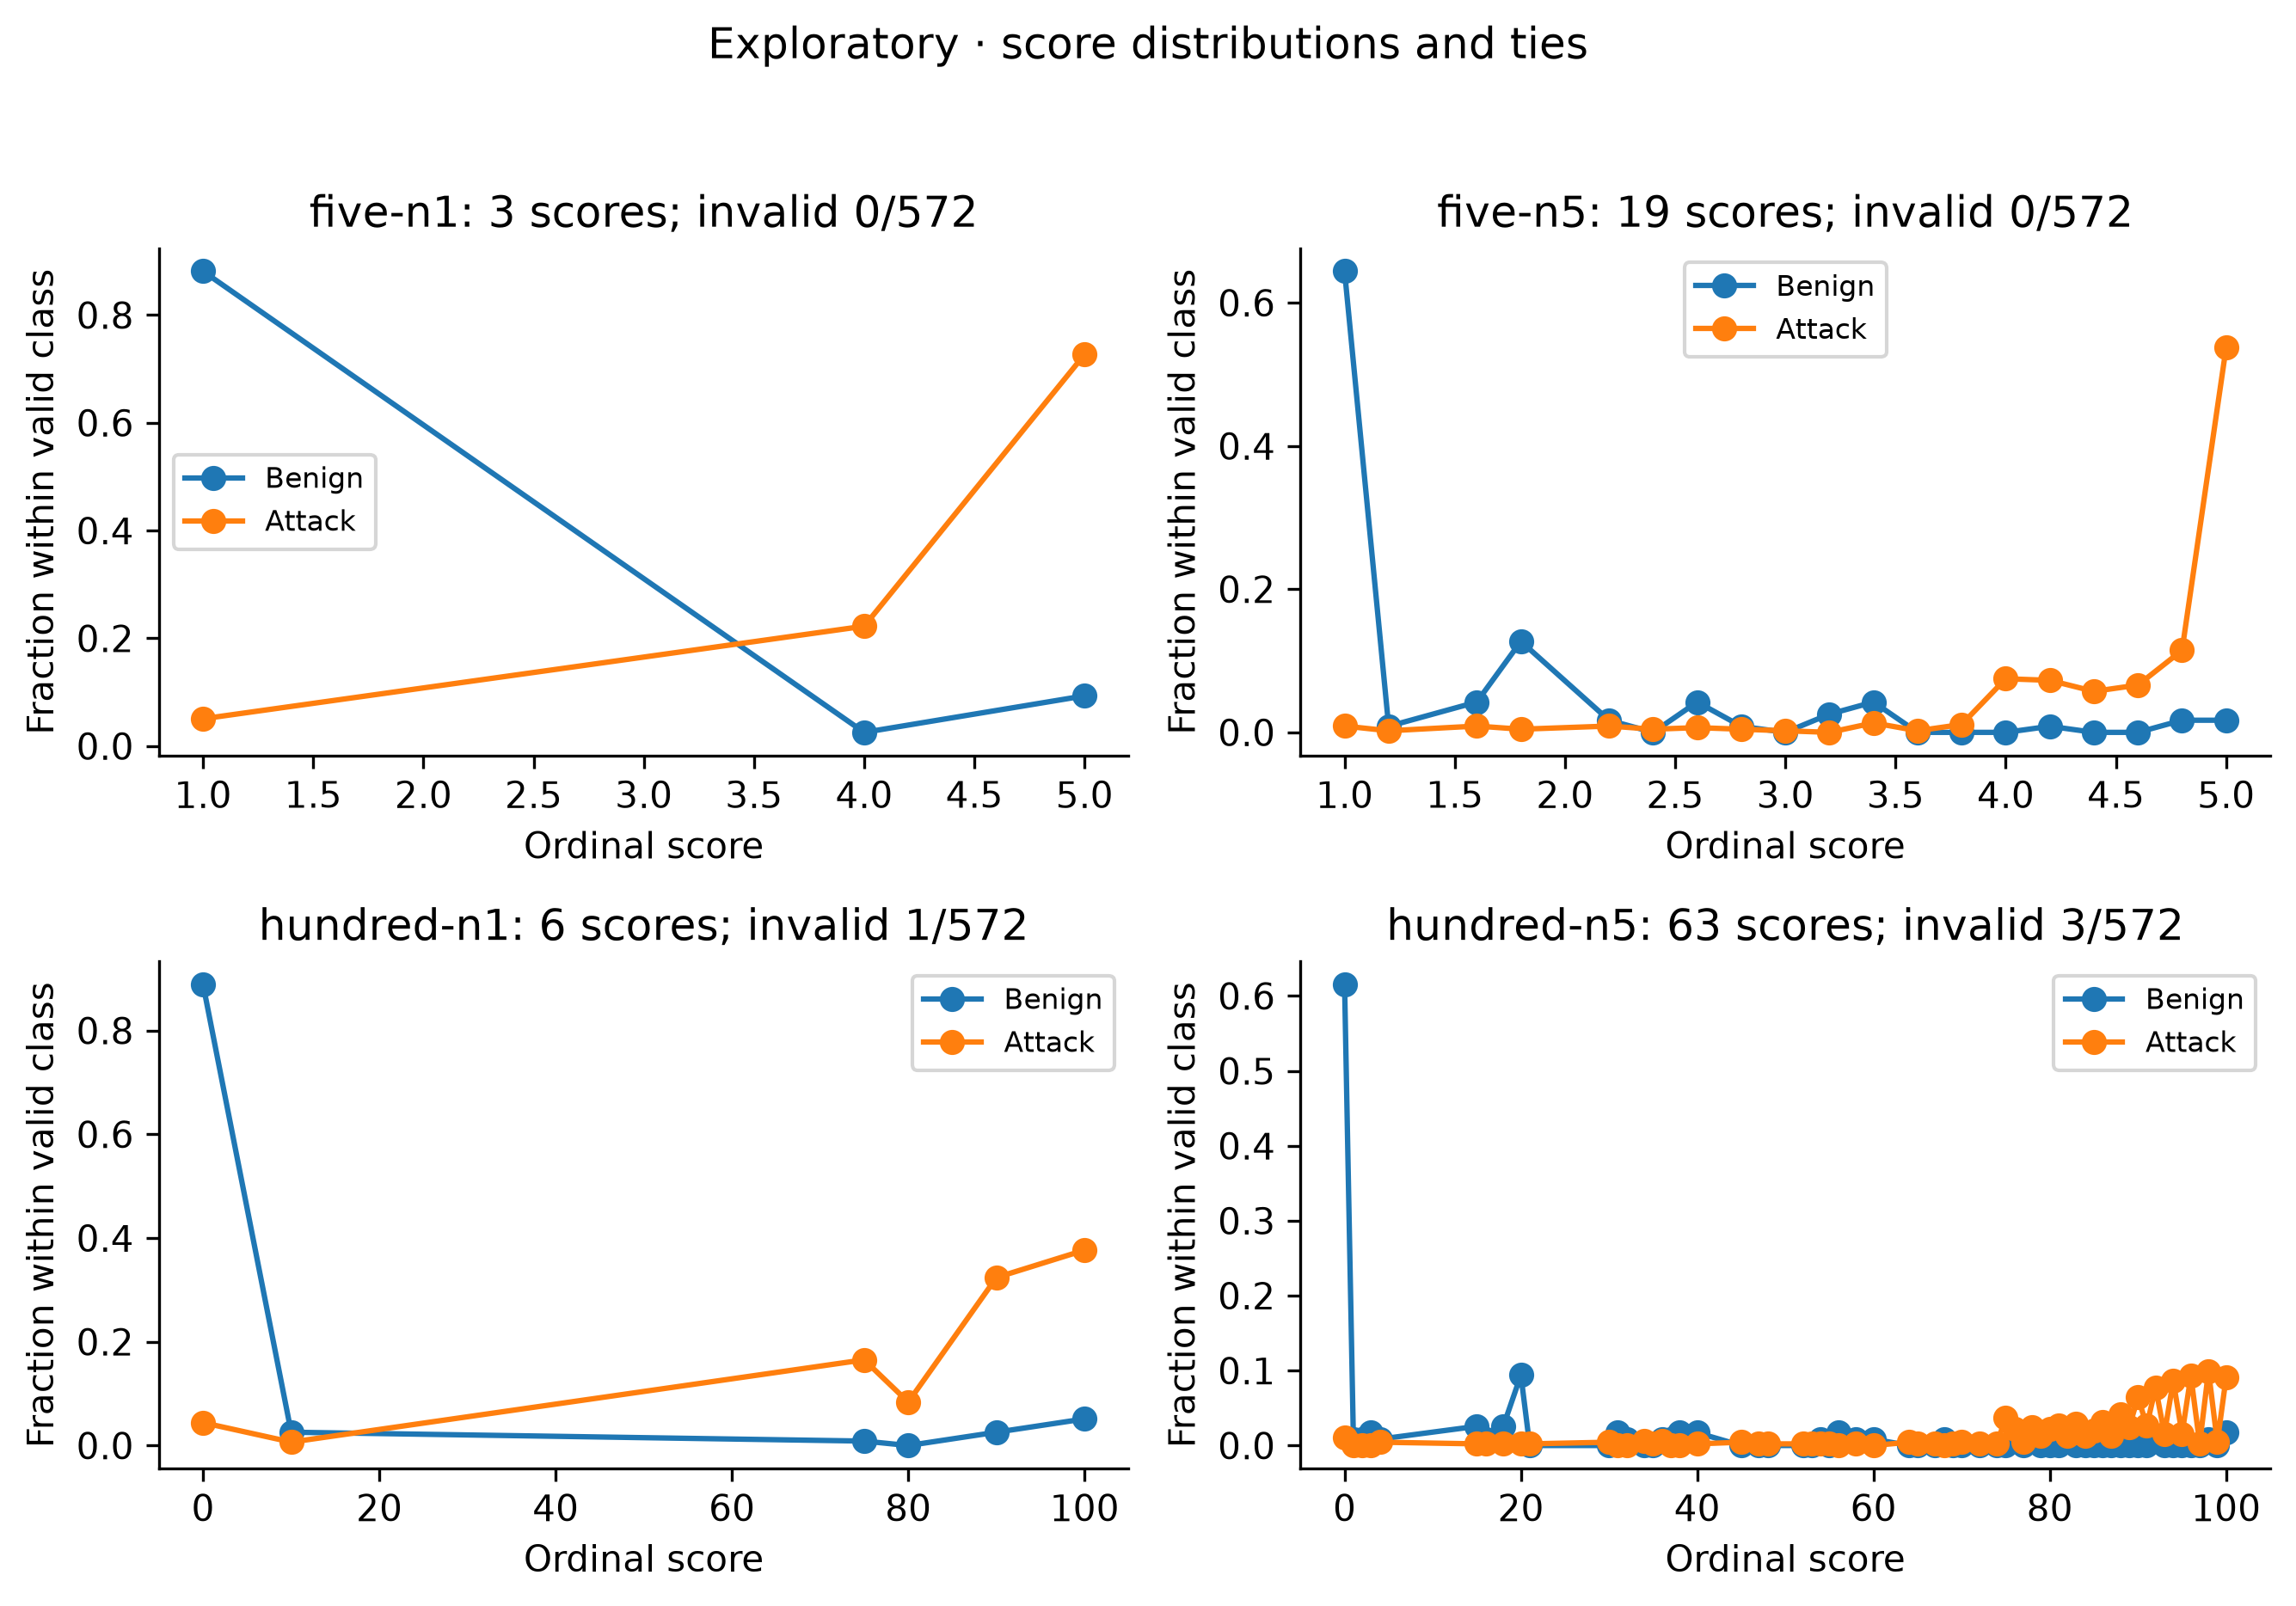 Exploratory · score distributions and ties
five-n1: 3 scores; invalid 0/572
Fraction within valid class
0.8
0.6
0.4
0.2
0.0
Benign
Attack
1.0 1.5 2.0 2.5 3.0 3.5 4.0 4.5 5.0
Ordinal score
five-n5: 19 scores; invalid 0/572
Fraction within valid class
0.6
0.4
0.2
0.0
Benign
Attack
1.0 1.5 2.0 2.5 3.0 3.5 4.0 4.5 5.0
Ordinal score
hundred-n1: 6 scores; invalid 1/572
Fraction within valid class
0.8
0.6
0.4
0.2
0.0
Benign
Attack
0 20 40 60 80 100
Ordinal score
hundred-n5: 63 scores; invalid 3/572
Fraction within valid class
0.6
0.5
0.4
0.3
0.2
0.1
0.0
Benign
Attack
0 20 40 60 80 100
Ordinal score